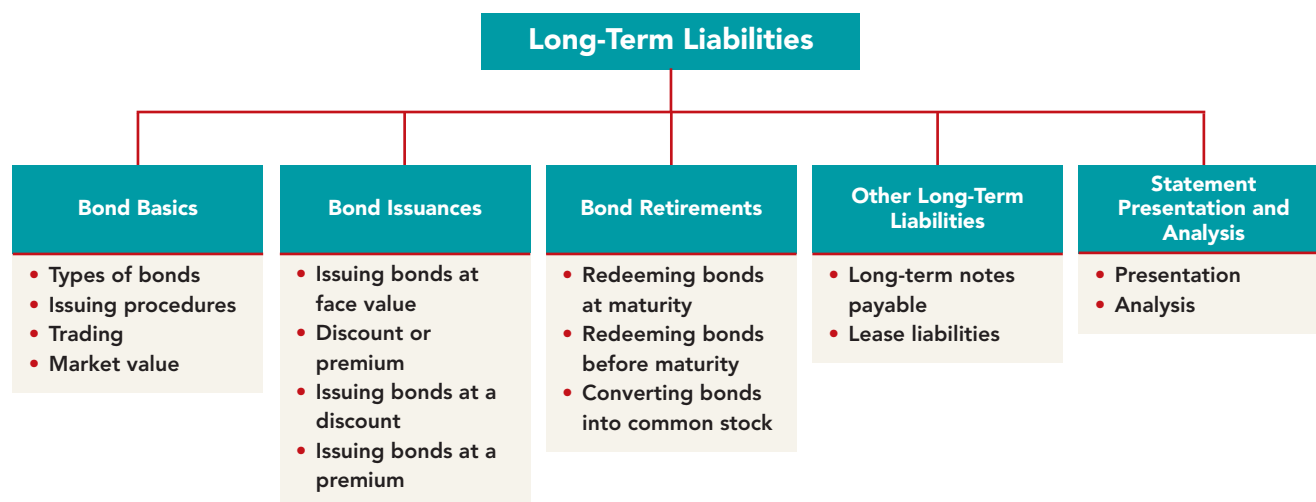 Long-Term Liabilities
Bond Basics
• Types of bonds
• Issuing procedures
• Trading
• Market value
Bond Issuances
• Issuing bonds at
face value
• Discount or
premium
• Issuing bonds at a
discount
• Issuing bonds at a
premium
Bond Retirements
• Redeeming bonds
at maturity
• Redeeming bonds
before maturity
• Converting bonds
into common stock
Other Long-Term
Liabilities
• Long-term notes
payable
• Lease liabilities
Statement
Presentation and
Analysis
• Presentation
• Analysis